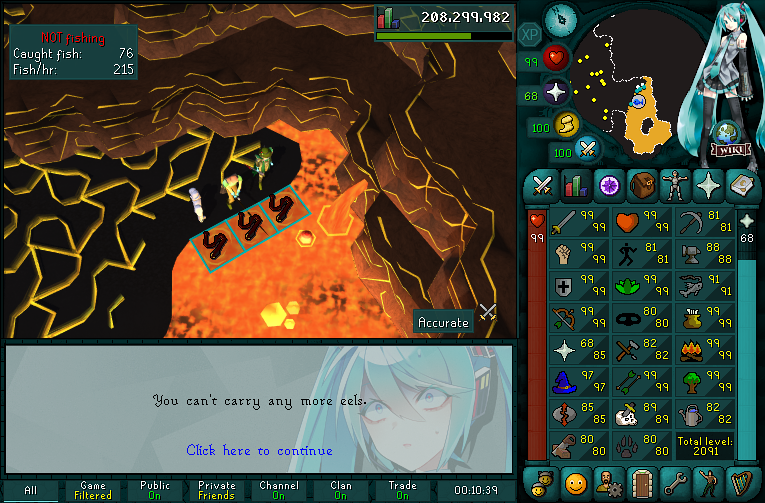 NOT fishing
Caught fish: 76
Fish/hr: 215
208,299,982
XP
99
68
100
100
WIKI
Accurate
99
68
99 99 99 99 81 81
99 99 81 81 88 88
99 99 99 99 91 91
99 99 80 80 99 99
68 85 82 82 99 99
97 97 99 99 99 99
85 85 89 89 82 82
80 80 80 80 Total level: 2091
You can't carry any more eels.
Click here to continue
All
Game
Filtered
Public
On
Private
Friends
Channel
On
Clan
On
Trade
On
00:10:39